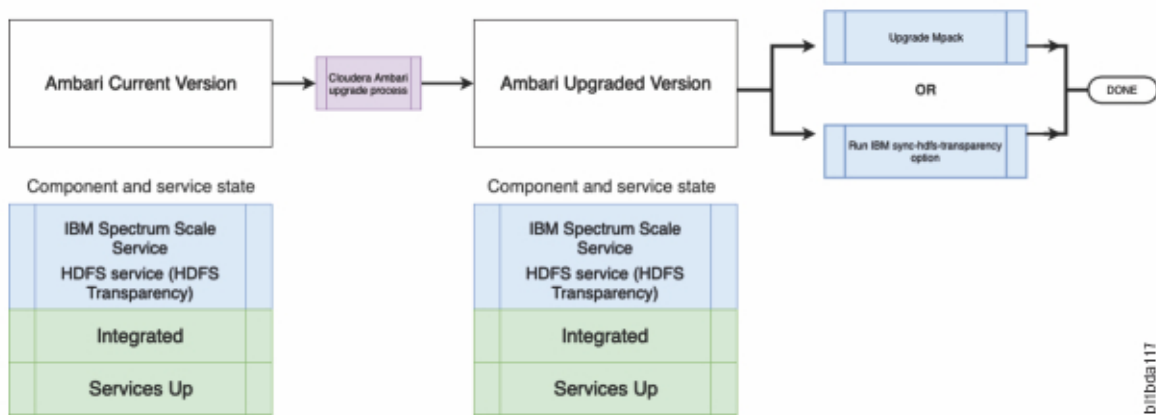 Ambari Current Version
Cloudera Ambari
upgrade process
Ambari Upgraded Version
Upgrade Mpack
OR
Run IBM sync-hdfs-transparency
option
DONE
Component and service state
IBM Spectrum Scale
Service
HDFS service (HDFS
Transparency)
Integrated
Services Up
Component and service state
IBM Spectrum Scale
Service
HDFS service (HDFS
Transparency)
Integrated
Services Up
bl1bda117